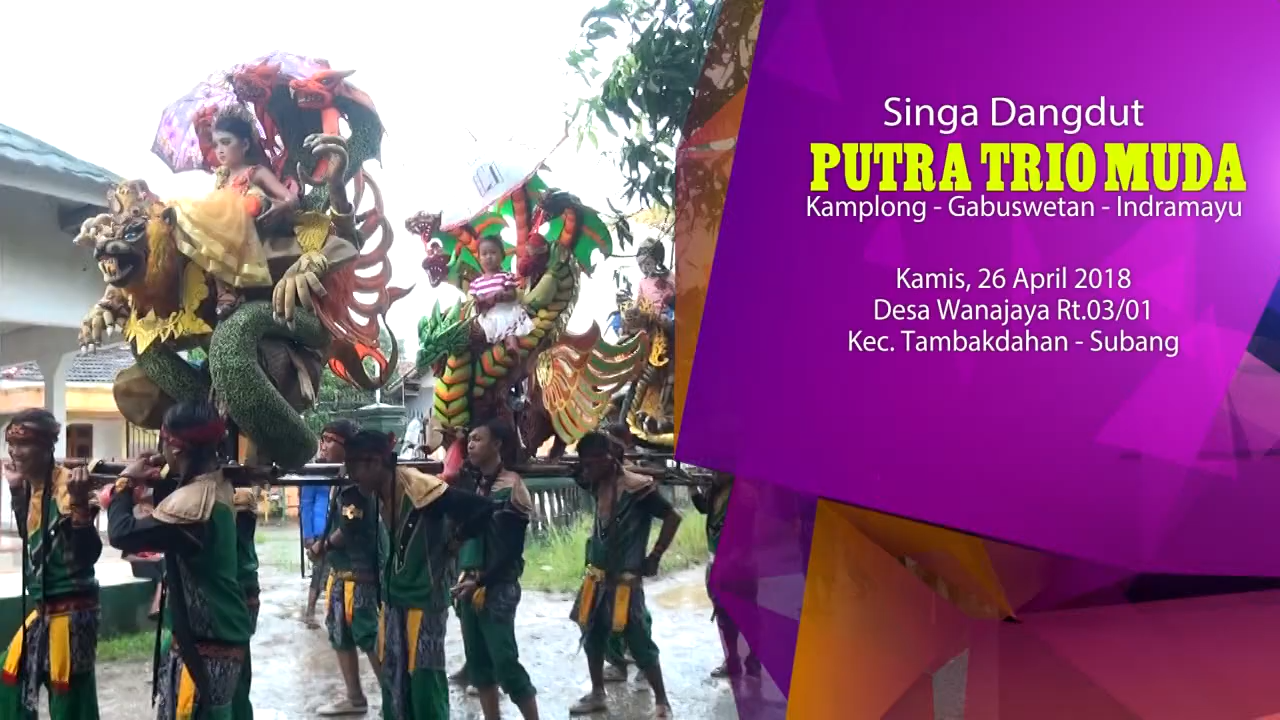 Singa Dangdut
PUTRA TRIO MUDA
Kamplong - Gabuswetan - Indramayu
Kamis, 26 April 2018
Desa Wanajaya Rt.03/01
Kec. Tambakdahan - Subang